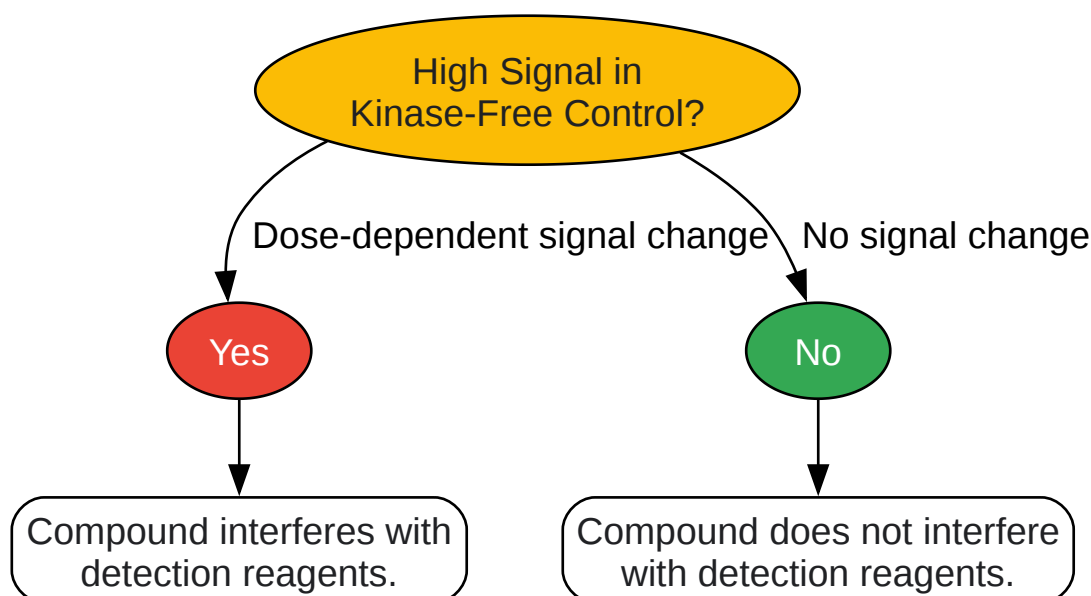 High Signal in
Kinase-Free Control?
Dose-dependent signal change
No signal change
Yes
No
Compound interferes with
detection reagents.
Compound does not interfere
with detection reagents.